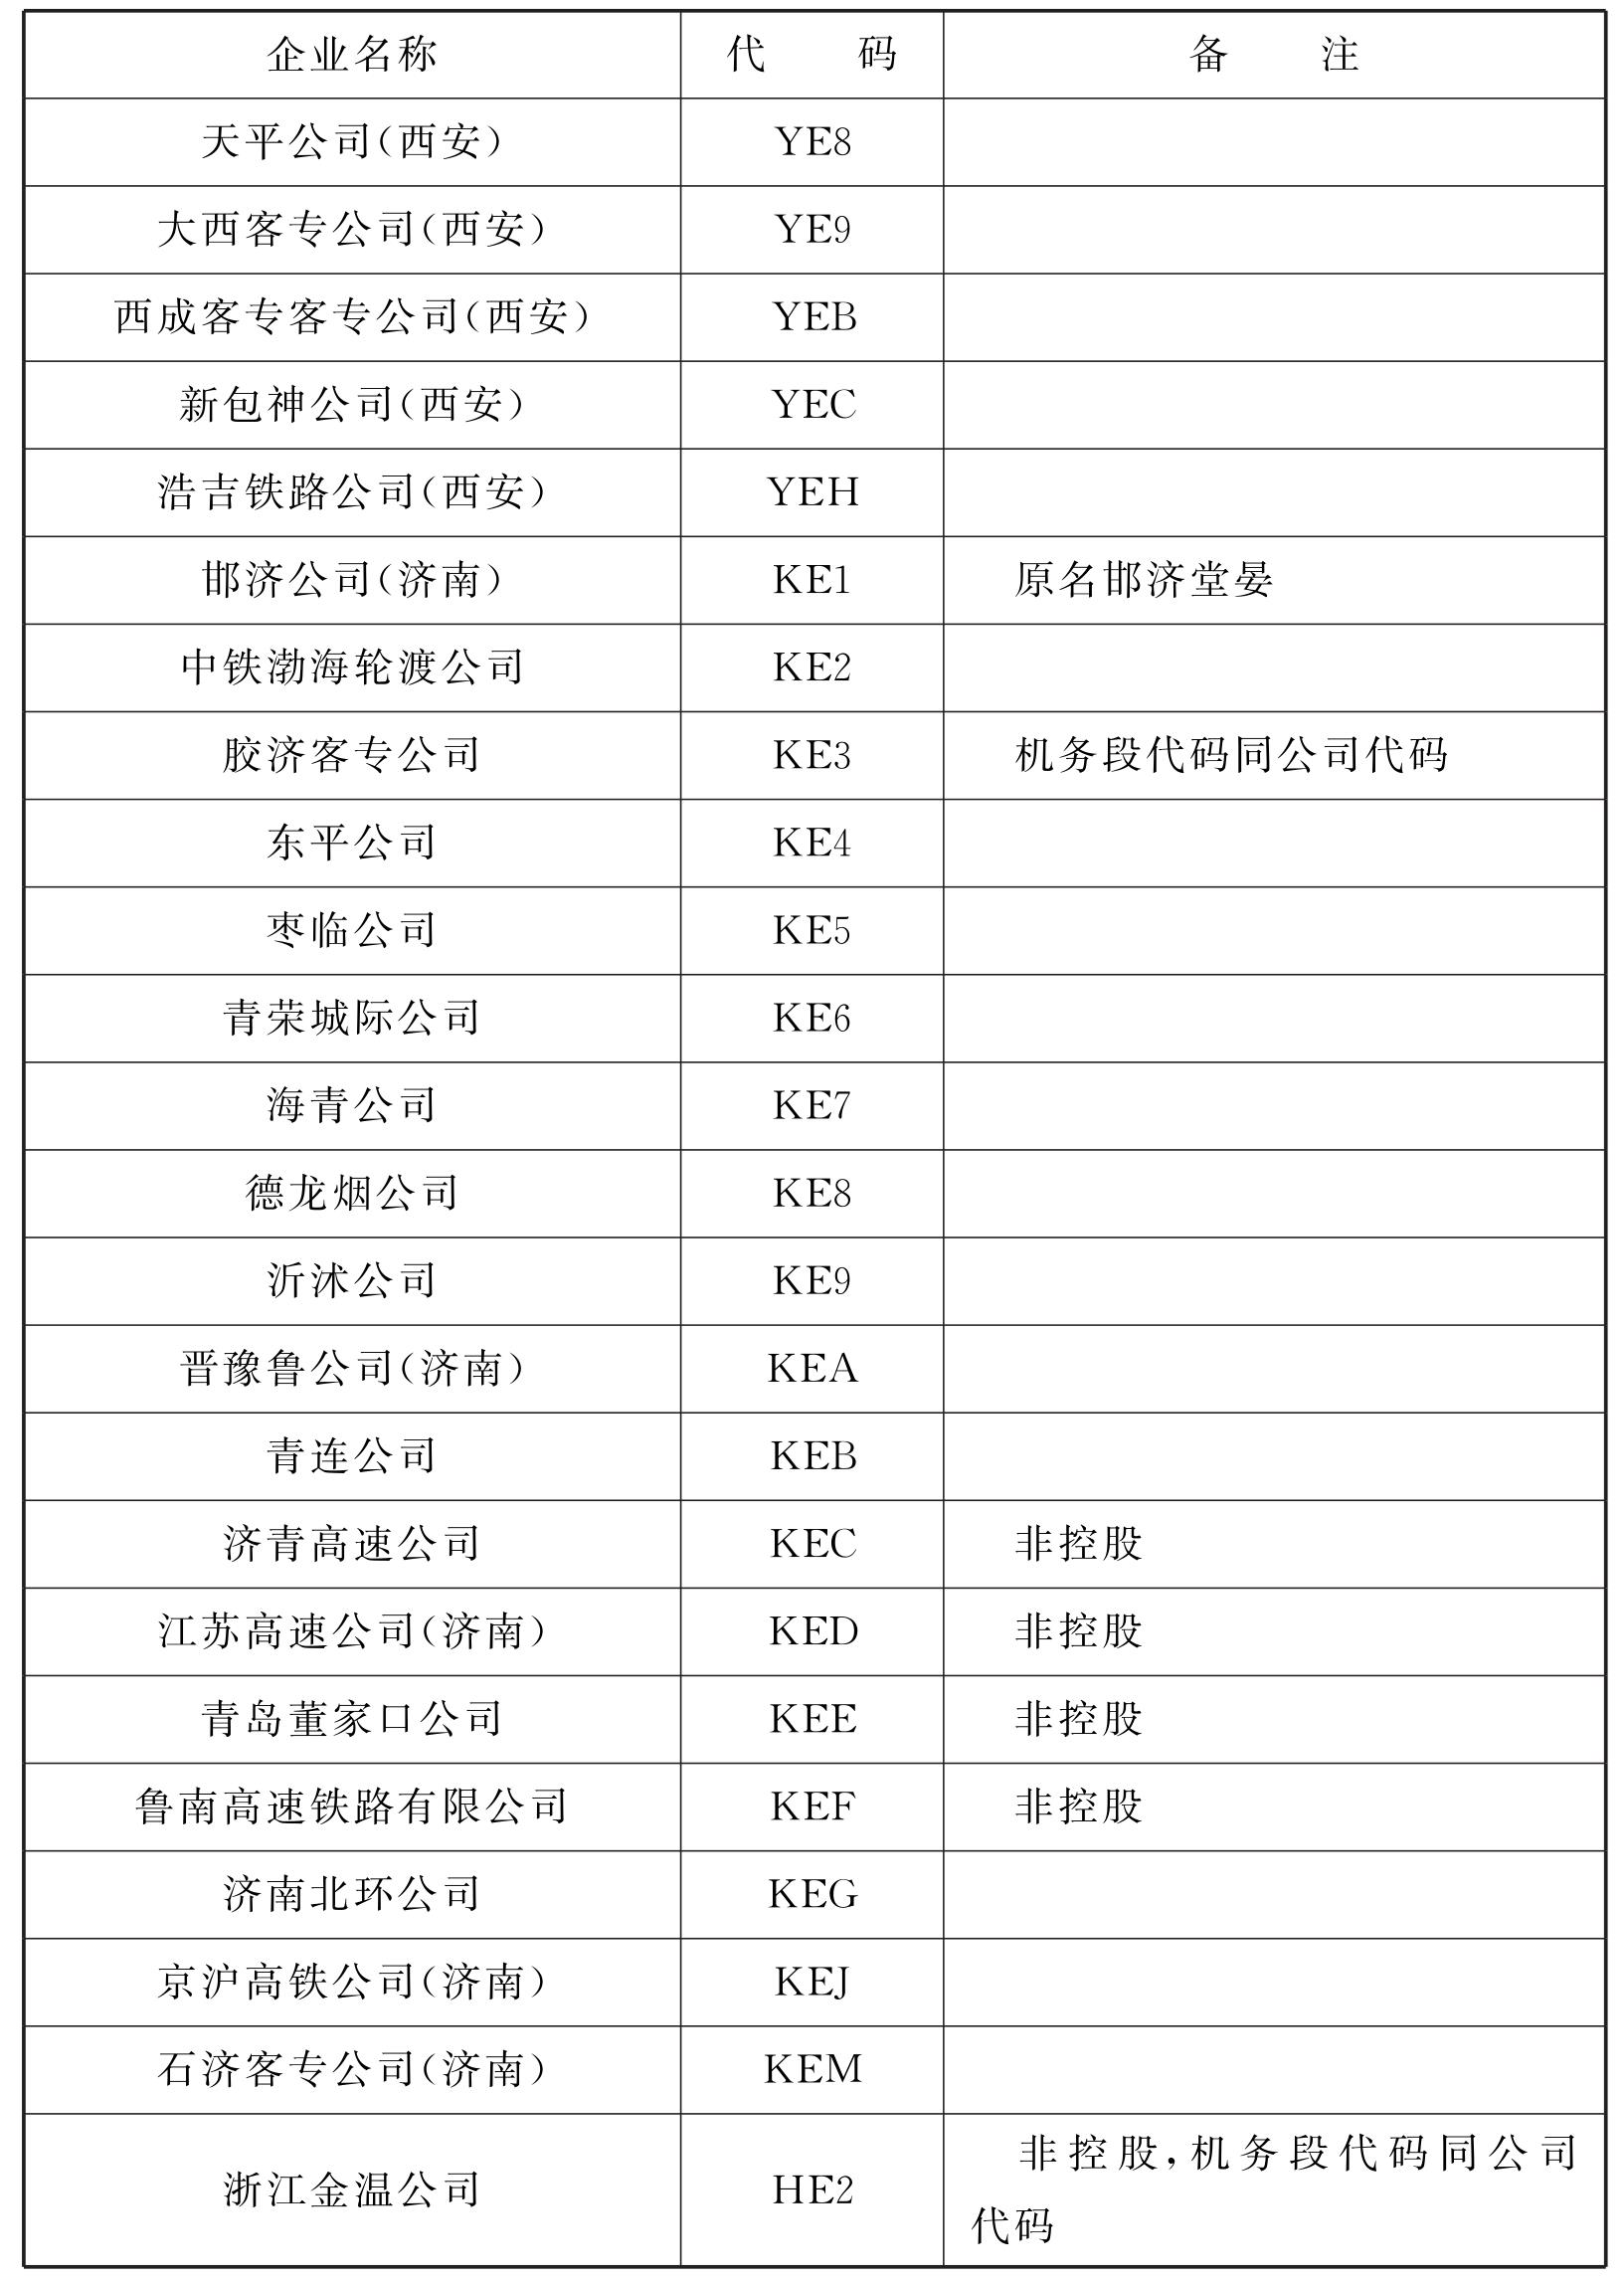 企业名称 代 码 备 注
天平公司(西安) YE8
大西客专公司(西安) YE9
西成客专客专公司(西安) YEB
新包神公司(西安) YEC
浩吉铁路公司(西安) YEH
邯济公司(济南) KE1 原名邯济堂晏
中铁渤海轮渡公司 KE2
胶济客专公司 KE3 机务段代码同公司代码
东平公司 KE4
枣临公司 KE5
青荣城际公司 KE6
海青公司 KE7
德龙烟公司 KE8
沂沭公司 KE9
晋豫鲁公司(济南) KEA
青连公司 KEB
济青高速公司 KEC 非控股
江苏高速公司(济南) KED 非控股
青岛董家口公司 KEE 非控股
鲁南高速铁路有限公司 KEF 非控股
济南北环公司 KEG
京沪高铁公司(济南) KEJ
石济客专公司(济南) KEM
浙江金温公司 HE2 非控股,机务段代码同公司
代码